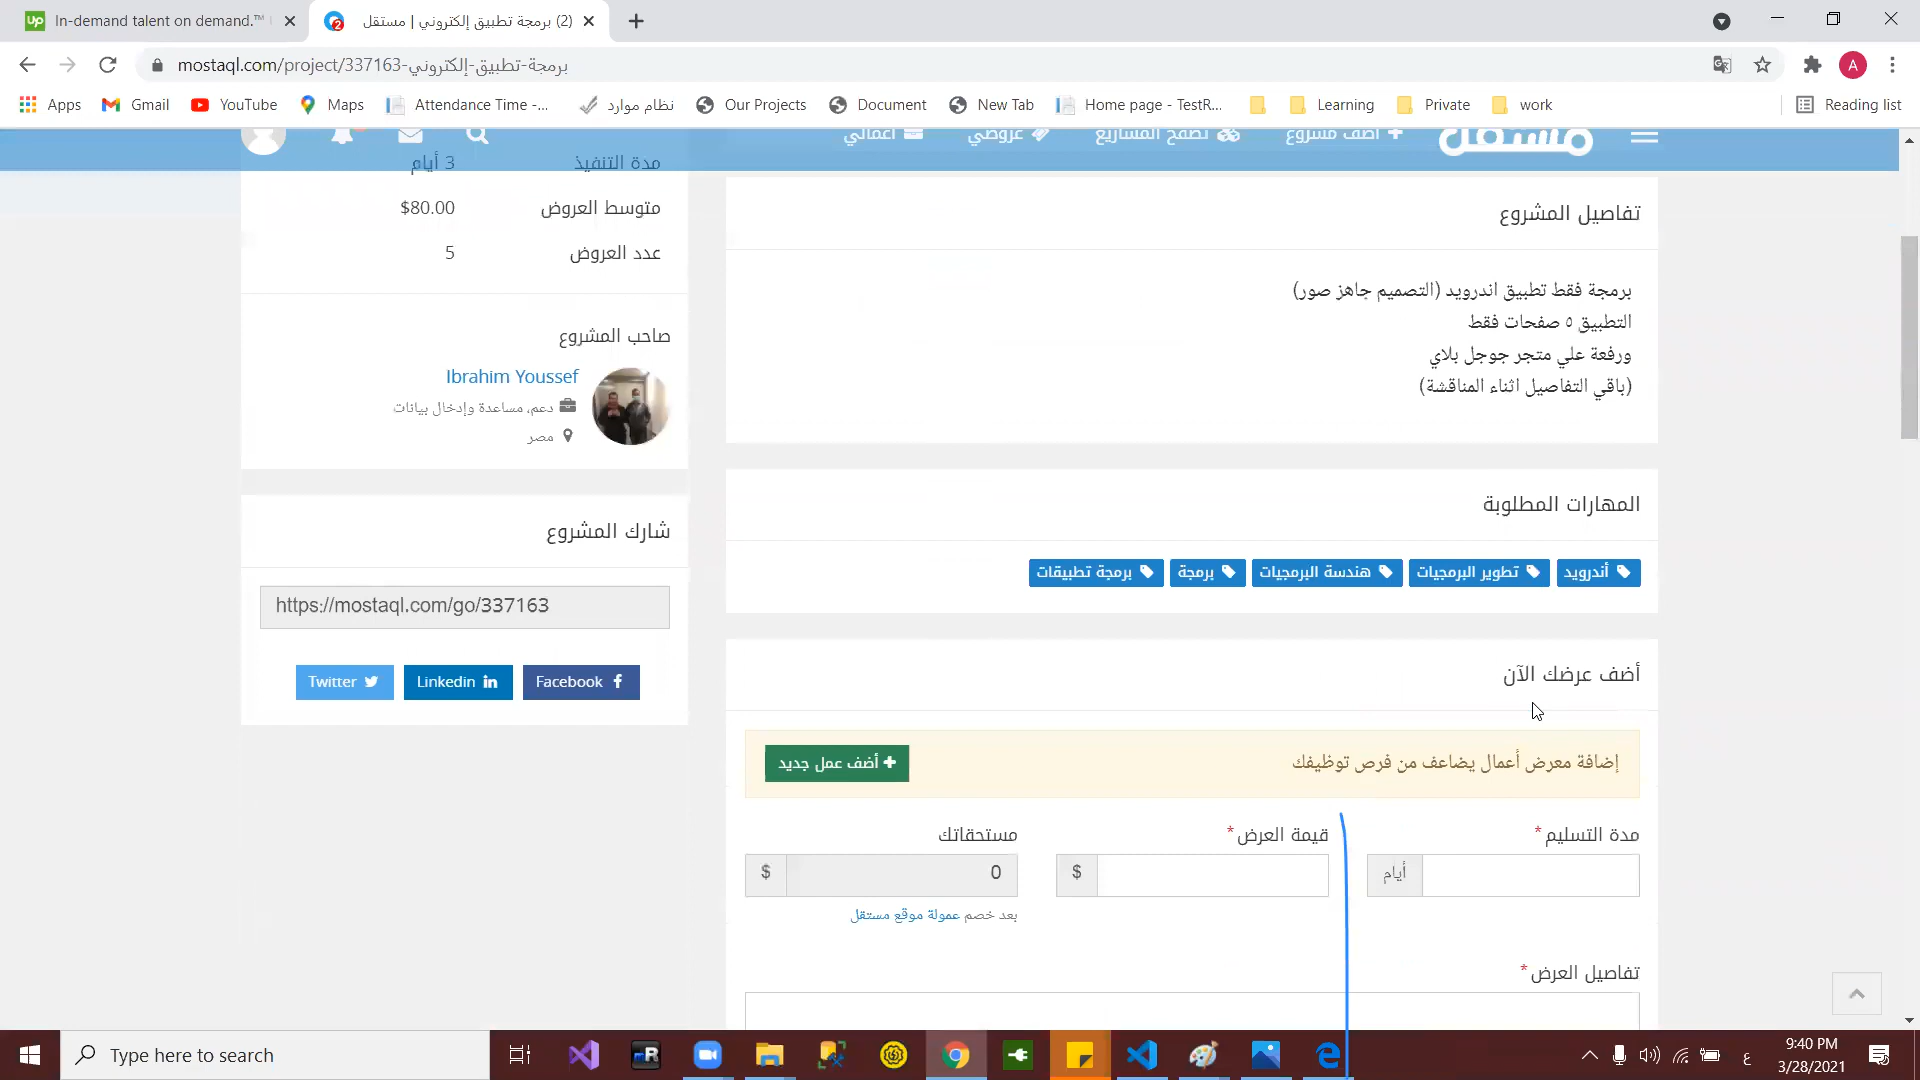 In-demand talent on demand.™
(2) برمجة تطبيق إلكتروني | مستقل
mostaql.com/project/337163-برمجة-تطبيق-إلكتروني
A
Apps
Gmail
YouTube
Maps
Attendance Time -...
نظام موارد
Our Projects
Document
New Tab
Home page - TestR...
Learning
Private
work
Reading list
مستقل
أضف مشروع
تصفح المشاريع
عروضي
أعمالي
مدة التنفيذ 3 أيام
متوسط العروض $80.00
عدد العروض 5
صاحب المشروع
Ibrahim Youssef
دعم، مساعدة وإدخال بيانات
مصر
شارك المشروع
https://mostaql.com/go/337163
Twitter
Linkedin
Facebook
تفاصيل المشروع
برمجة فقط تطبيق اندرويد (التصميم جاهز صور)
التطبيق ٥ صفحات فقط
ورفعة علي متجر جوجل بلاي
(باقي التفاصيل اثناء المناقشة)
المهارات المطلوبة
أندرويد
تطوير البرمجيات
هندسة البرمجيات
برمجة
برمجة تطبيقات
أضف عرضك الآن
إضافة معرض أعمال يضاعف من فرص توظيفك
أضف عمل جديد
مدة التسليم *
أيام
قيمة العرض *
$
مستحقاتك
0
$
بعد خصم عمولة موقع مستقل
تفاصيل العرض *
Type here to search
ع
9:40 PM
3/28/2021